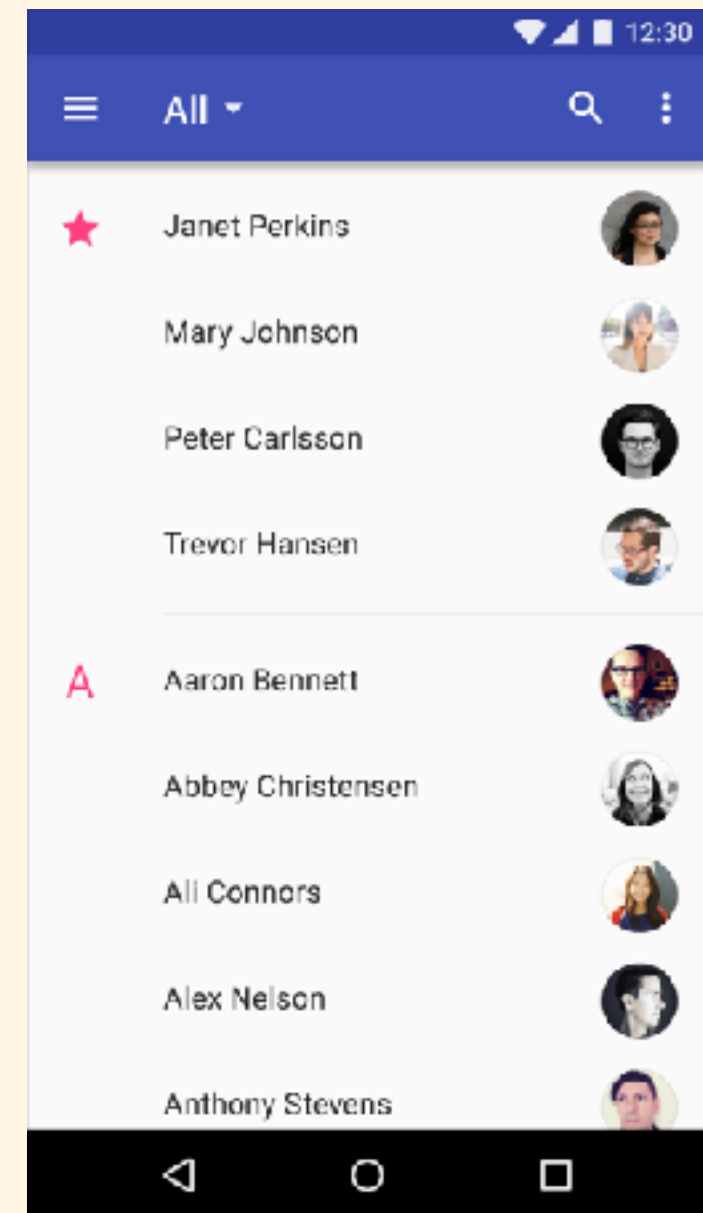 12:30
All
Janet Perkins
Mary Johnson
Peter Carlsson
Trevor Hansen
A Aaron Bennett
Abbey Christensen
Ali Connors
Alex Nelson
Anthony Stevens